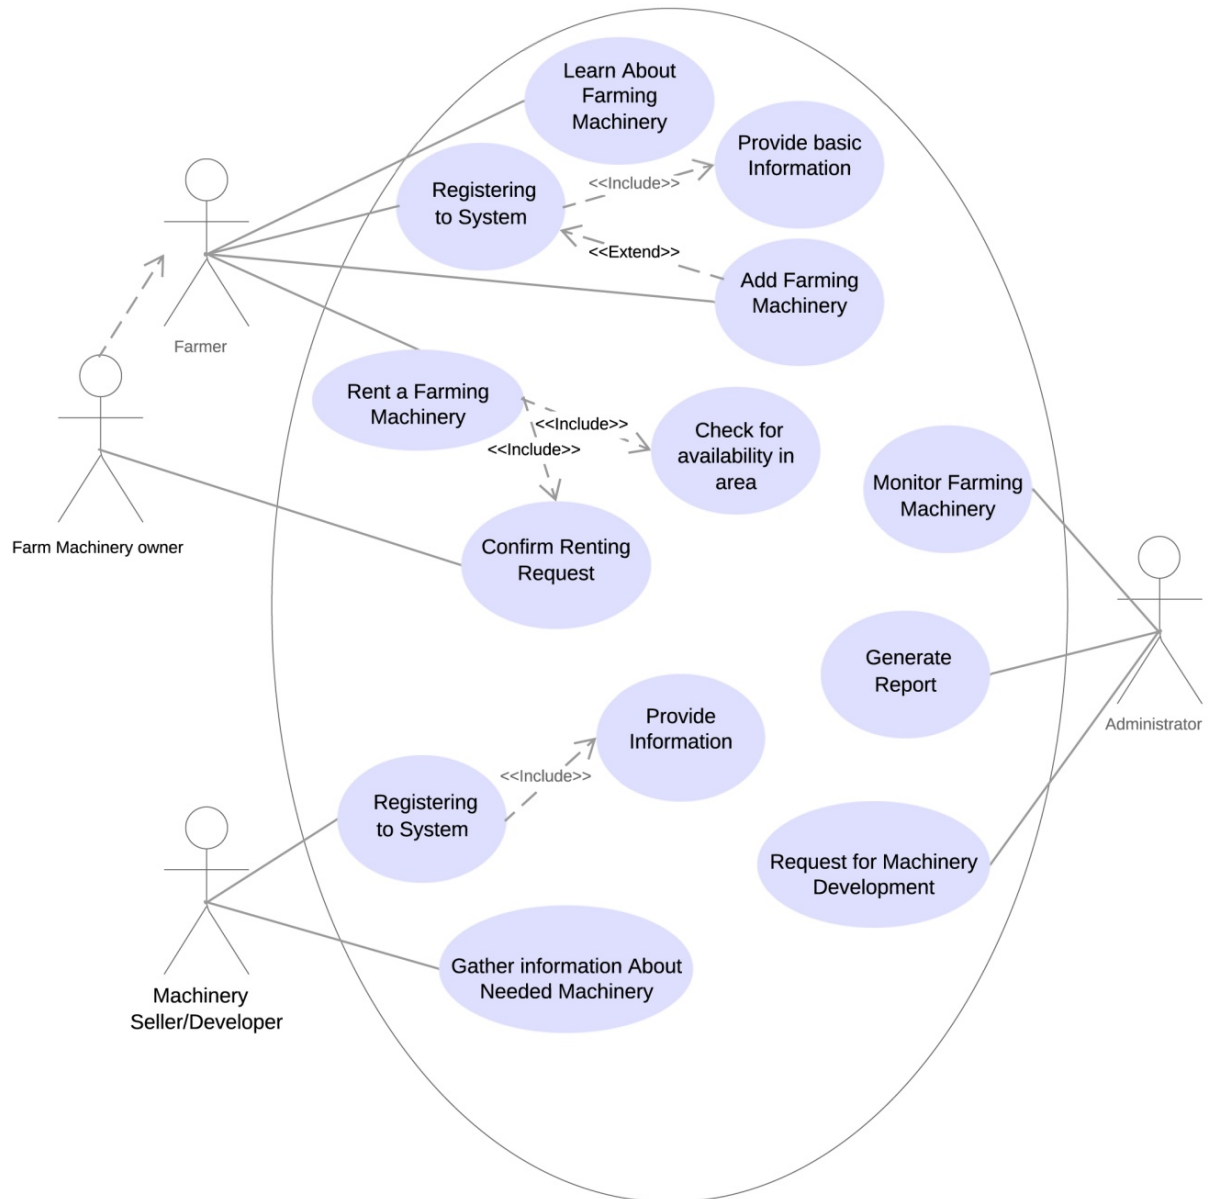 Learn About
Farming
Machinery
Provide basic
Information
<<Include>>
Registering
to System
<<Extend>>
Add Farming
Machinery
Farmer
Rent a Farming
Machinery
<<Include>>
<<Include>>
Check for
availability in
area
Monitor Farming
Machinery
Farm Machinery owner
Confirm Renting
Request
Generate
Report
Administrator
Provide
Information
<<Include>>
Registering
to System
Request for Machinery
Development
Gather information About
Needed Machinery
Machinery
Seller/Developer